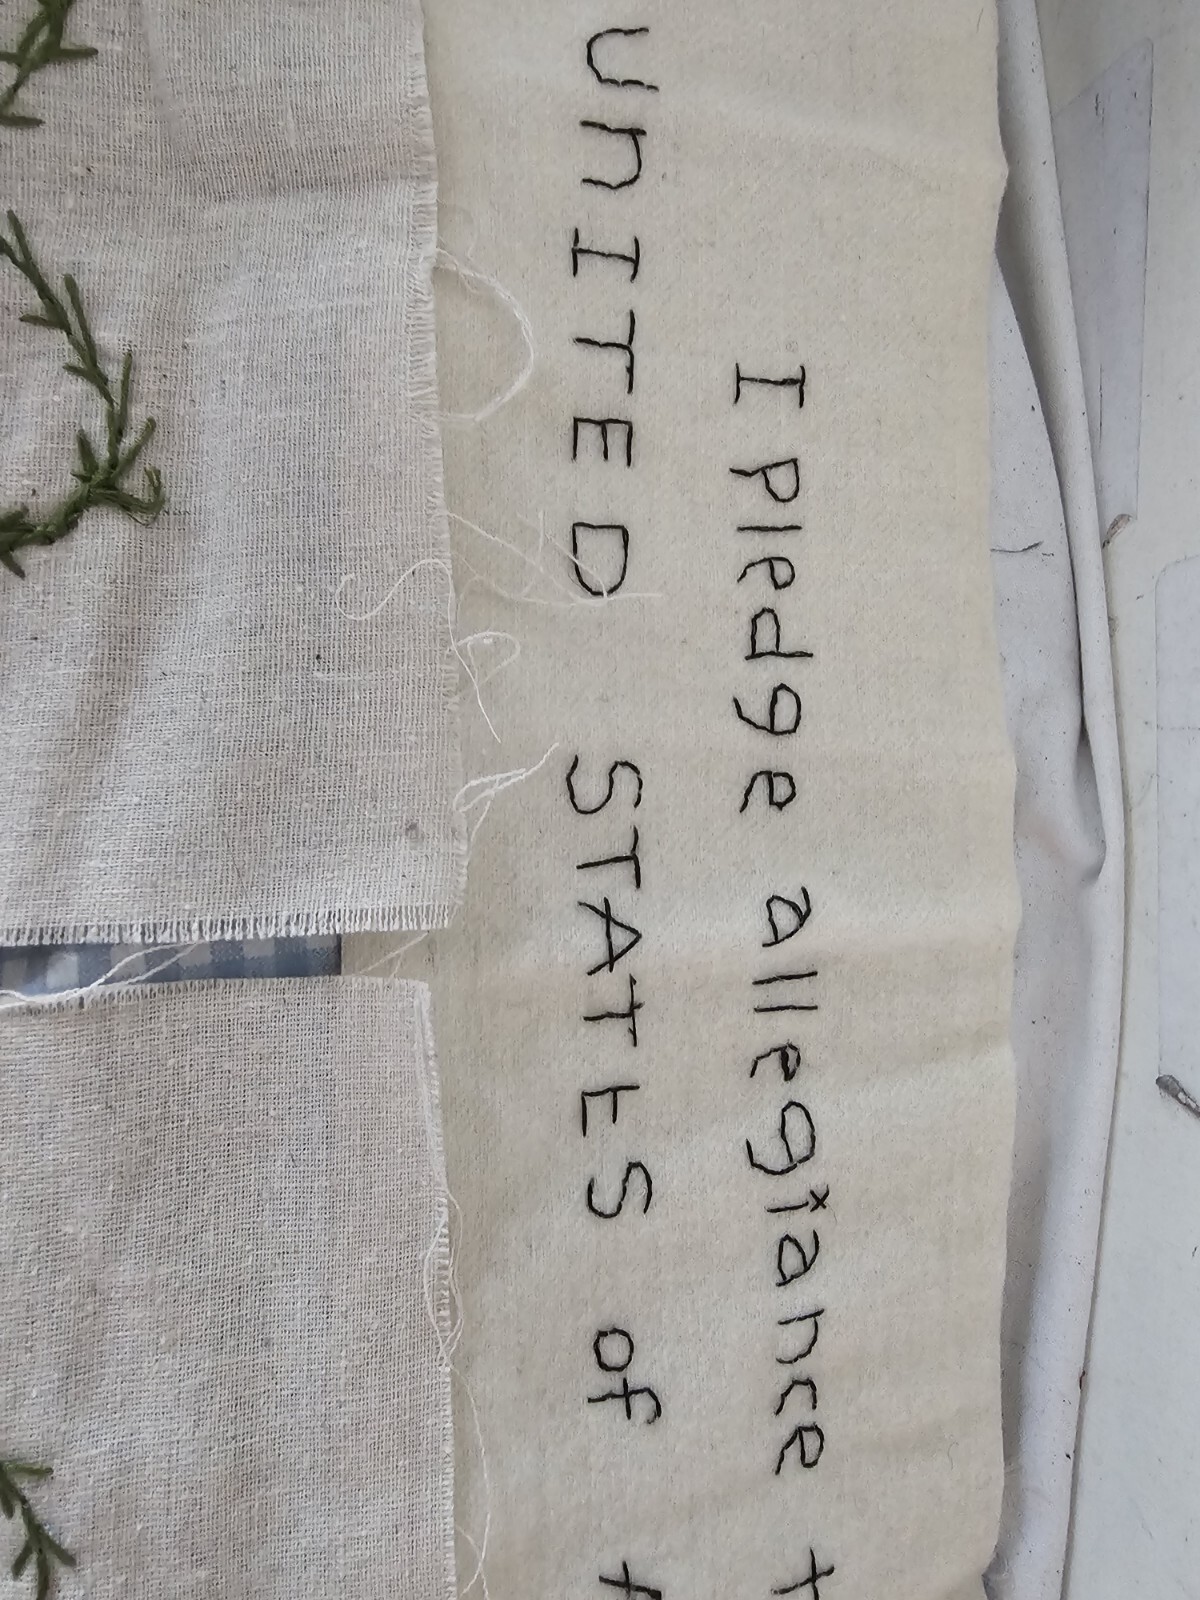 I Pledge allegiance t
UnITED STATES of A